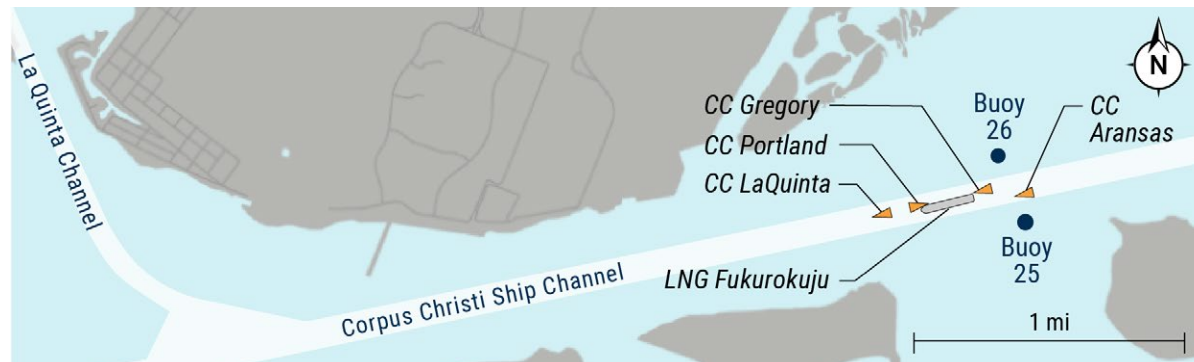 La Quinta Channel
CC Gregory
CC Portland
CC LaQuinta
Buoy
26
CC
Aransas
N
LNG Fukurokuju
Buoy
25
Corpus Christi Ship Channel
1 mi